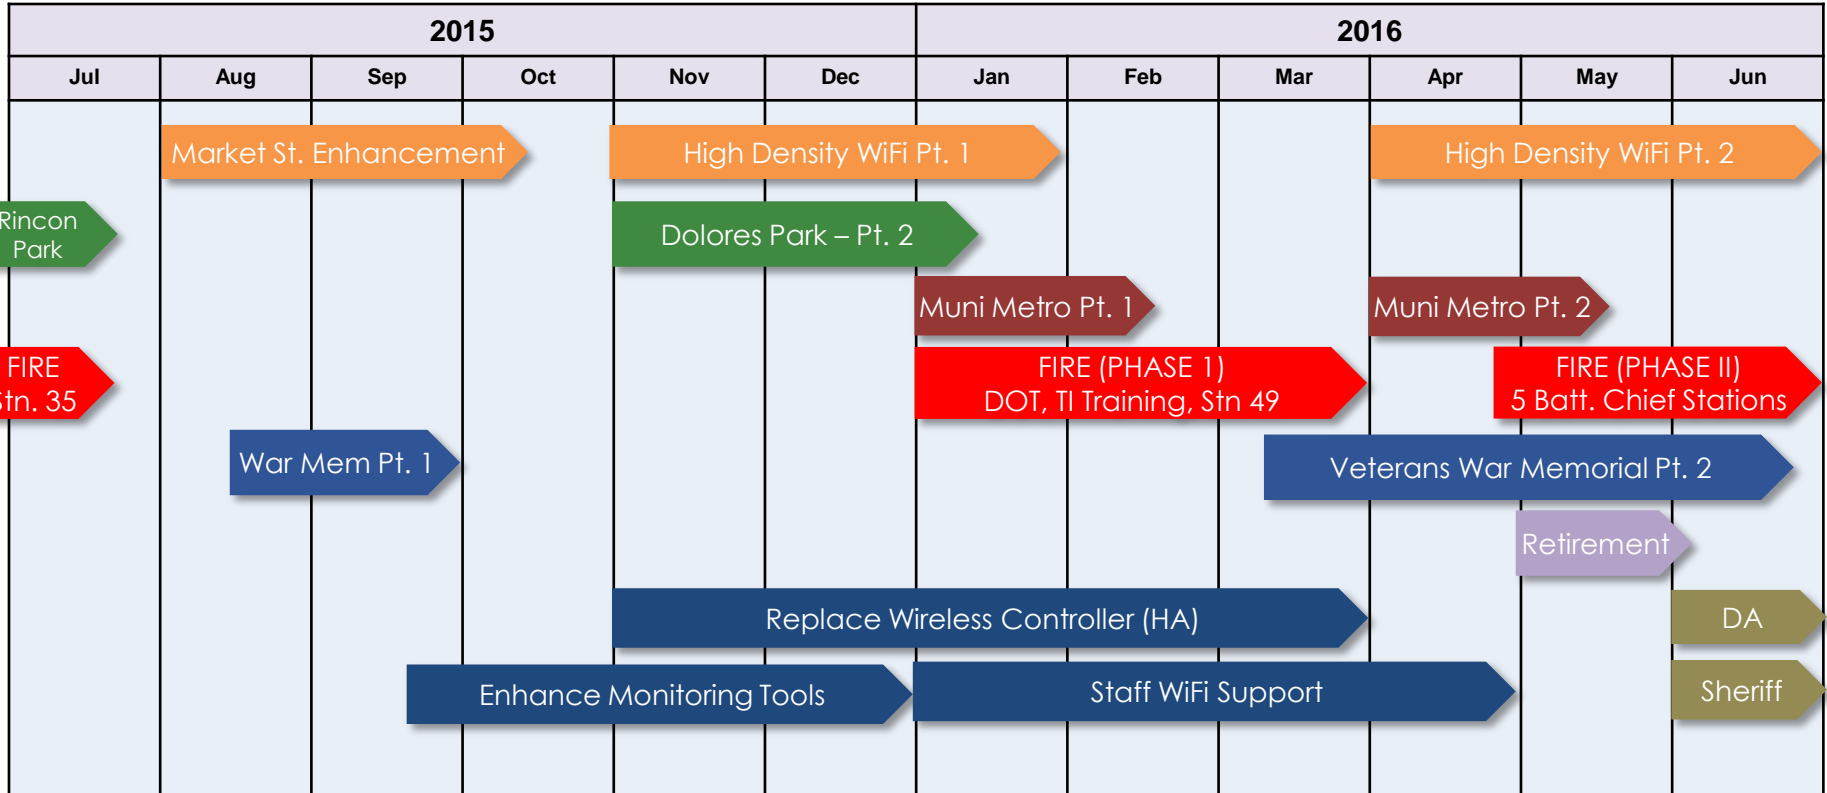 2015 2016
Jul Aug Sep Oct Nov Dec Jan Feb Mar Apr May Jun
Market St. Enhancement High Density WiFi Pt. 1 High Density WiFi Pt. 2
Rincon
Park
Dolores Park – Pt. 2
Muni Metro Pt. 1 Muni Metro Pt. 2
FIRE
Stn. 35
FIRE (PHASE 1)
DOT, TI Training, Stn 49
FIRE (PHASE II)
5 Batt. Chief Stations
War Mem Pt. 1 Veterans War Memorial Pt. 2
Retirement
Replace Wireless Controller (HA) DA
Enhance Monitoring Tools Staff WiFi Support Sheriff